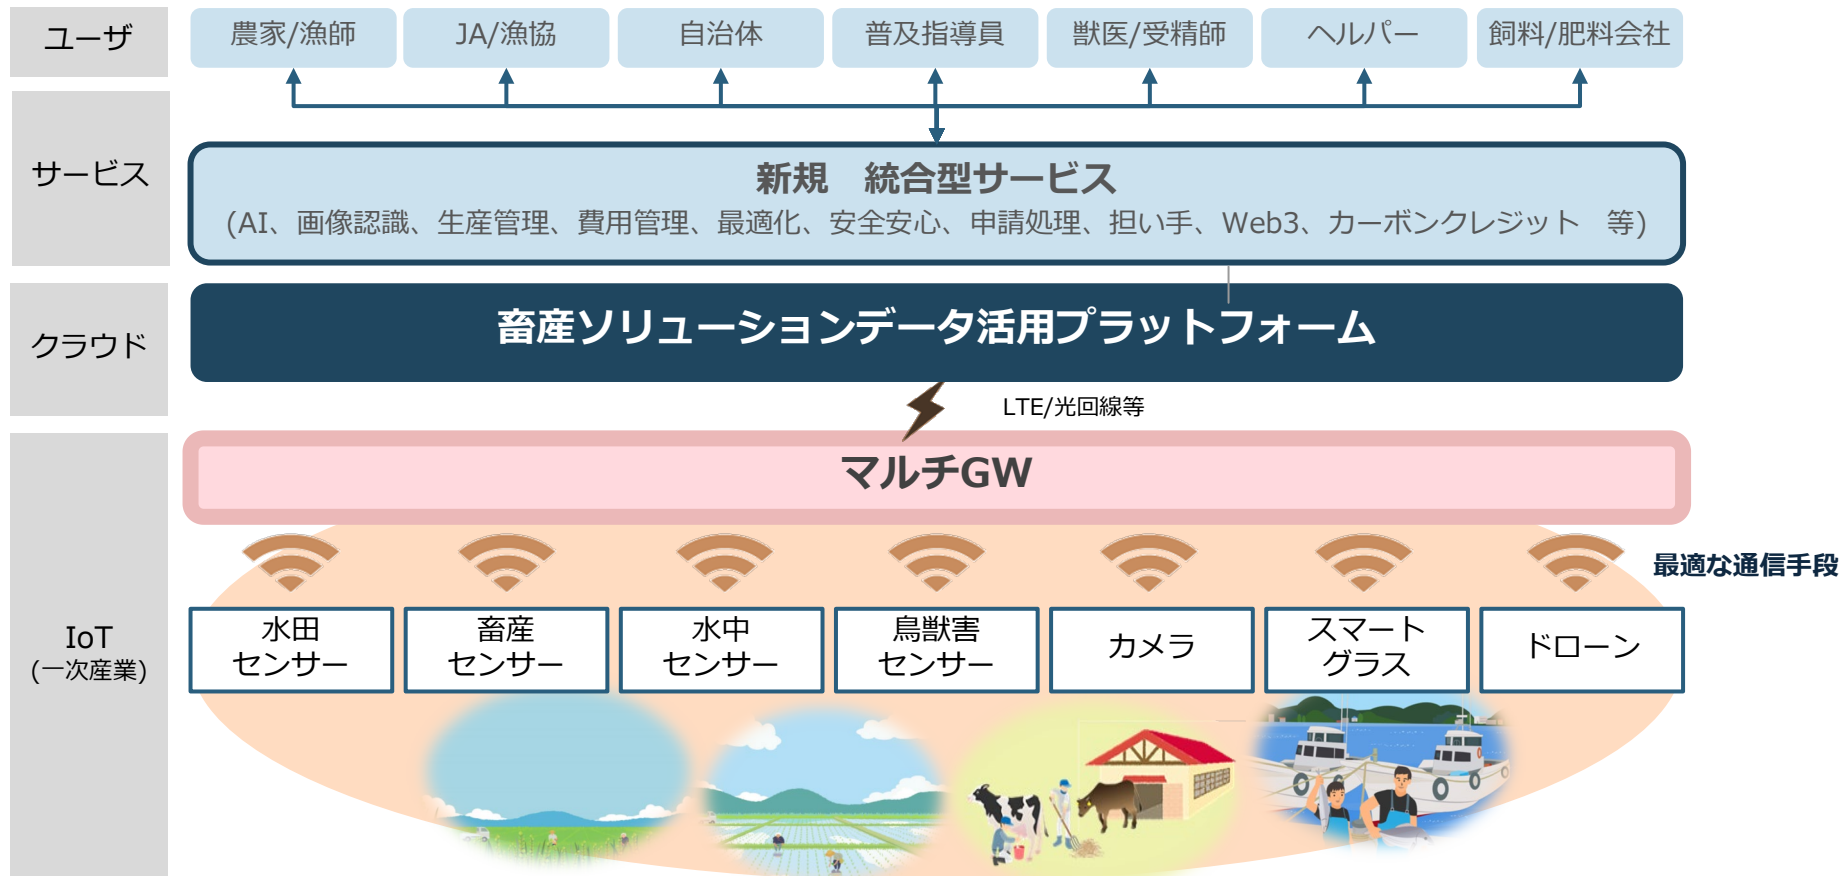 ユーザ
農家/漁師
JA/漁協
自治体
普及指導員
獣医/受精師
ヘルパー
飼料/肥料会社
サービス
新規　統合型サービス
(AI、画像認識、生産管理、費用管理、最適化、安全安心、申請処理、担い手、Web3、カーボンクレジット　等)
クラウド
畜産ソリューションデータ活用プラットフォーム
LTE/光回線等
マルチGW
最適な通信手段
IoT
(一次産業)
水田
センサー
畜産
センサー
水中
センサー
鳥獣害
センサー
カメラ
スマート
グラス
ドローン